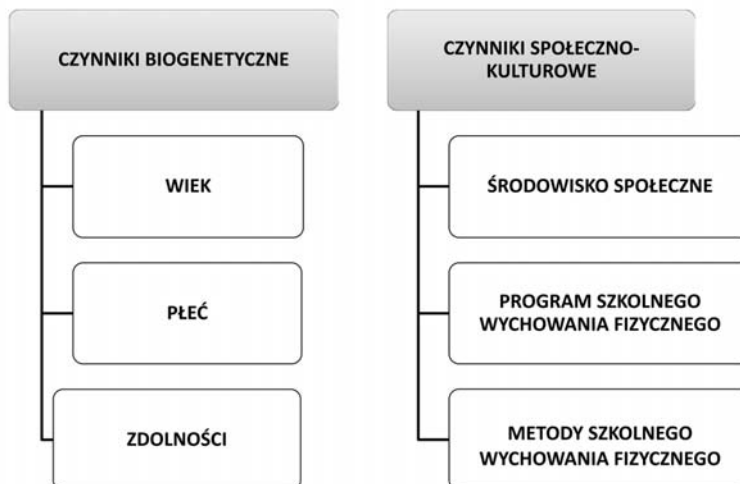 CZYNNIKI BIOGENETYCZNE
WIEK
PŁEĆ
ZDOLNOŚCI
CZYNNIKI SPOŁECZNO-
KULTUROWE
ŚRODOWISKO SPOŁECZNE
PROGRAM SZKOLNEGO
WYCHOWANIA FIZYCZNEGO
METODY SZKOLNEGO
WYCHOWANIA FIZYCZNEGO